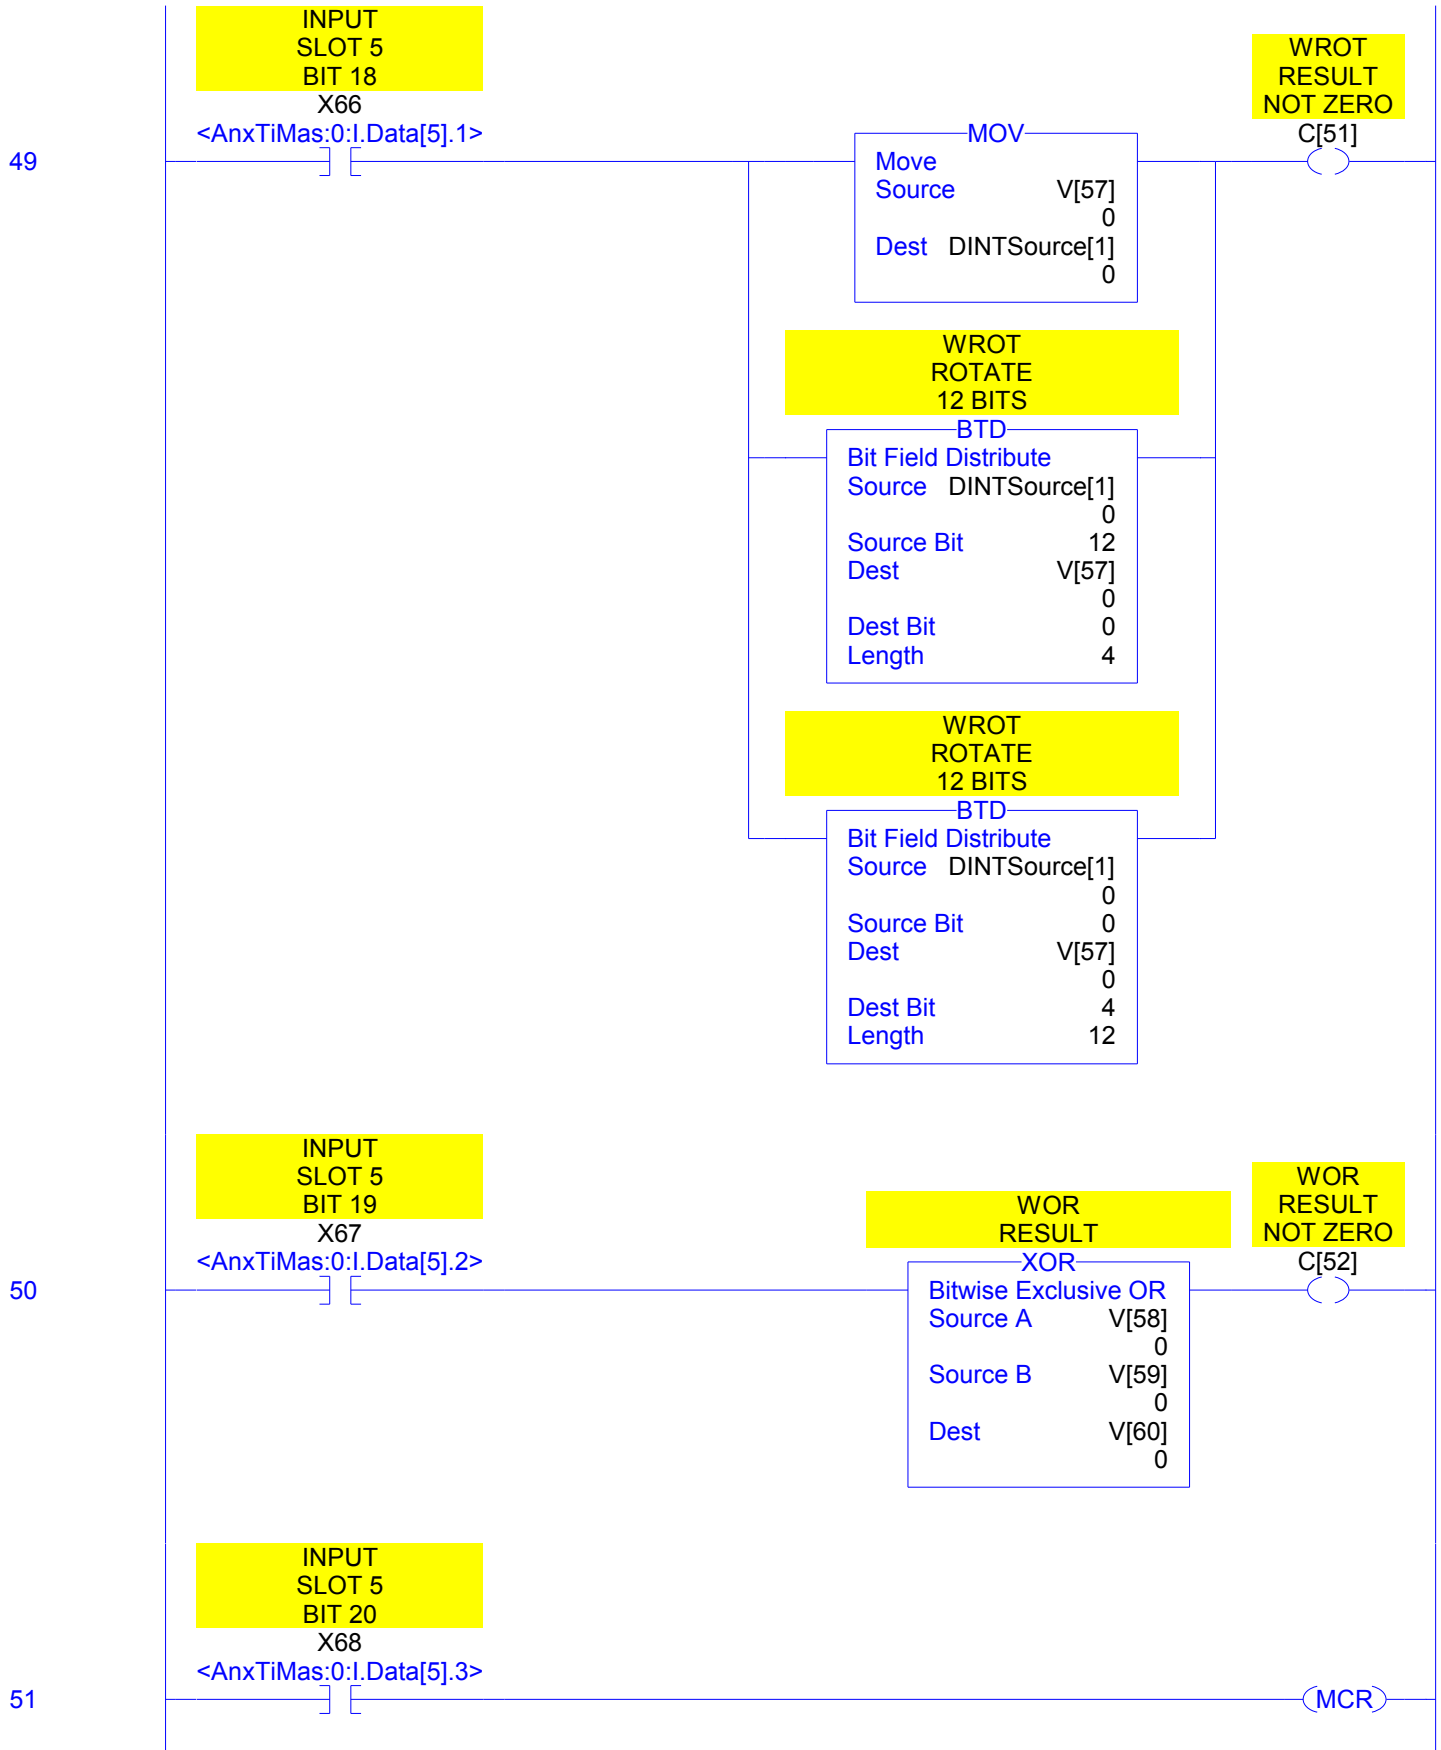 INPUT
SLOT 5
BIT 18
X66
<AnxTiMas:0:I.Data[5].1>
WROT
RESULT
NOT ZERO
C[51]
49
MOV
Move
Source V[57]
0
Dest DINTSource[1]
0
WROT
ROTATE
12 BITS
BTD
Bit Field Distribute
Source DINTSource[1]
0
Source Bit 12
Dest V[57]
0
Dest Bit 0
Length 4
WROT
ROTATE
12 BITS
BTD
Bit Field Distribute
Source DINTSource[1]
0
Source Bit 0
Dest V[57]
0
Dest Bit 4
Length 12
INPUT
SLOT 5
BIT 19
X67
<AnxTiMas:0:I.Data[5].2>
WOR
RESULT
WOR
RESULT
NOT ZERO
C[52]
50
XOR
Bitwise Exclusive OR
Source A V[58]
0
Source B V[59]
0
Dest V[60]
0
INPUT
SLOT 5
BIT 20
X68
<AnxTiMas:0:I.Data[5].3>
51
MCR